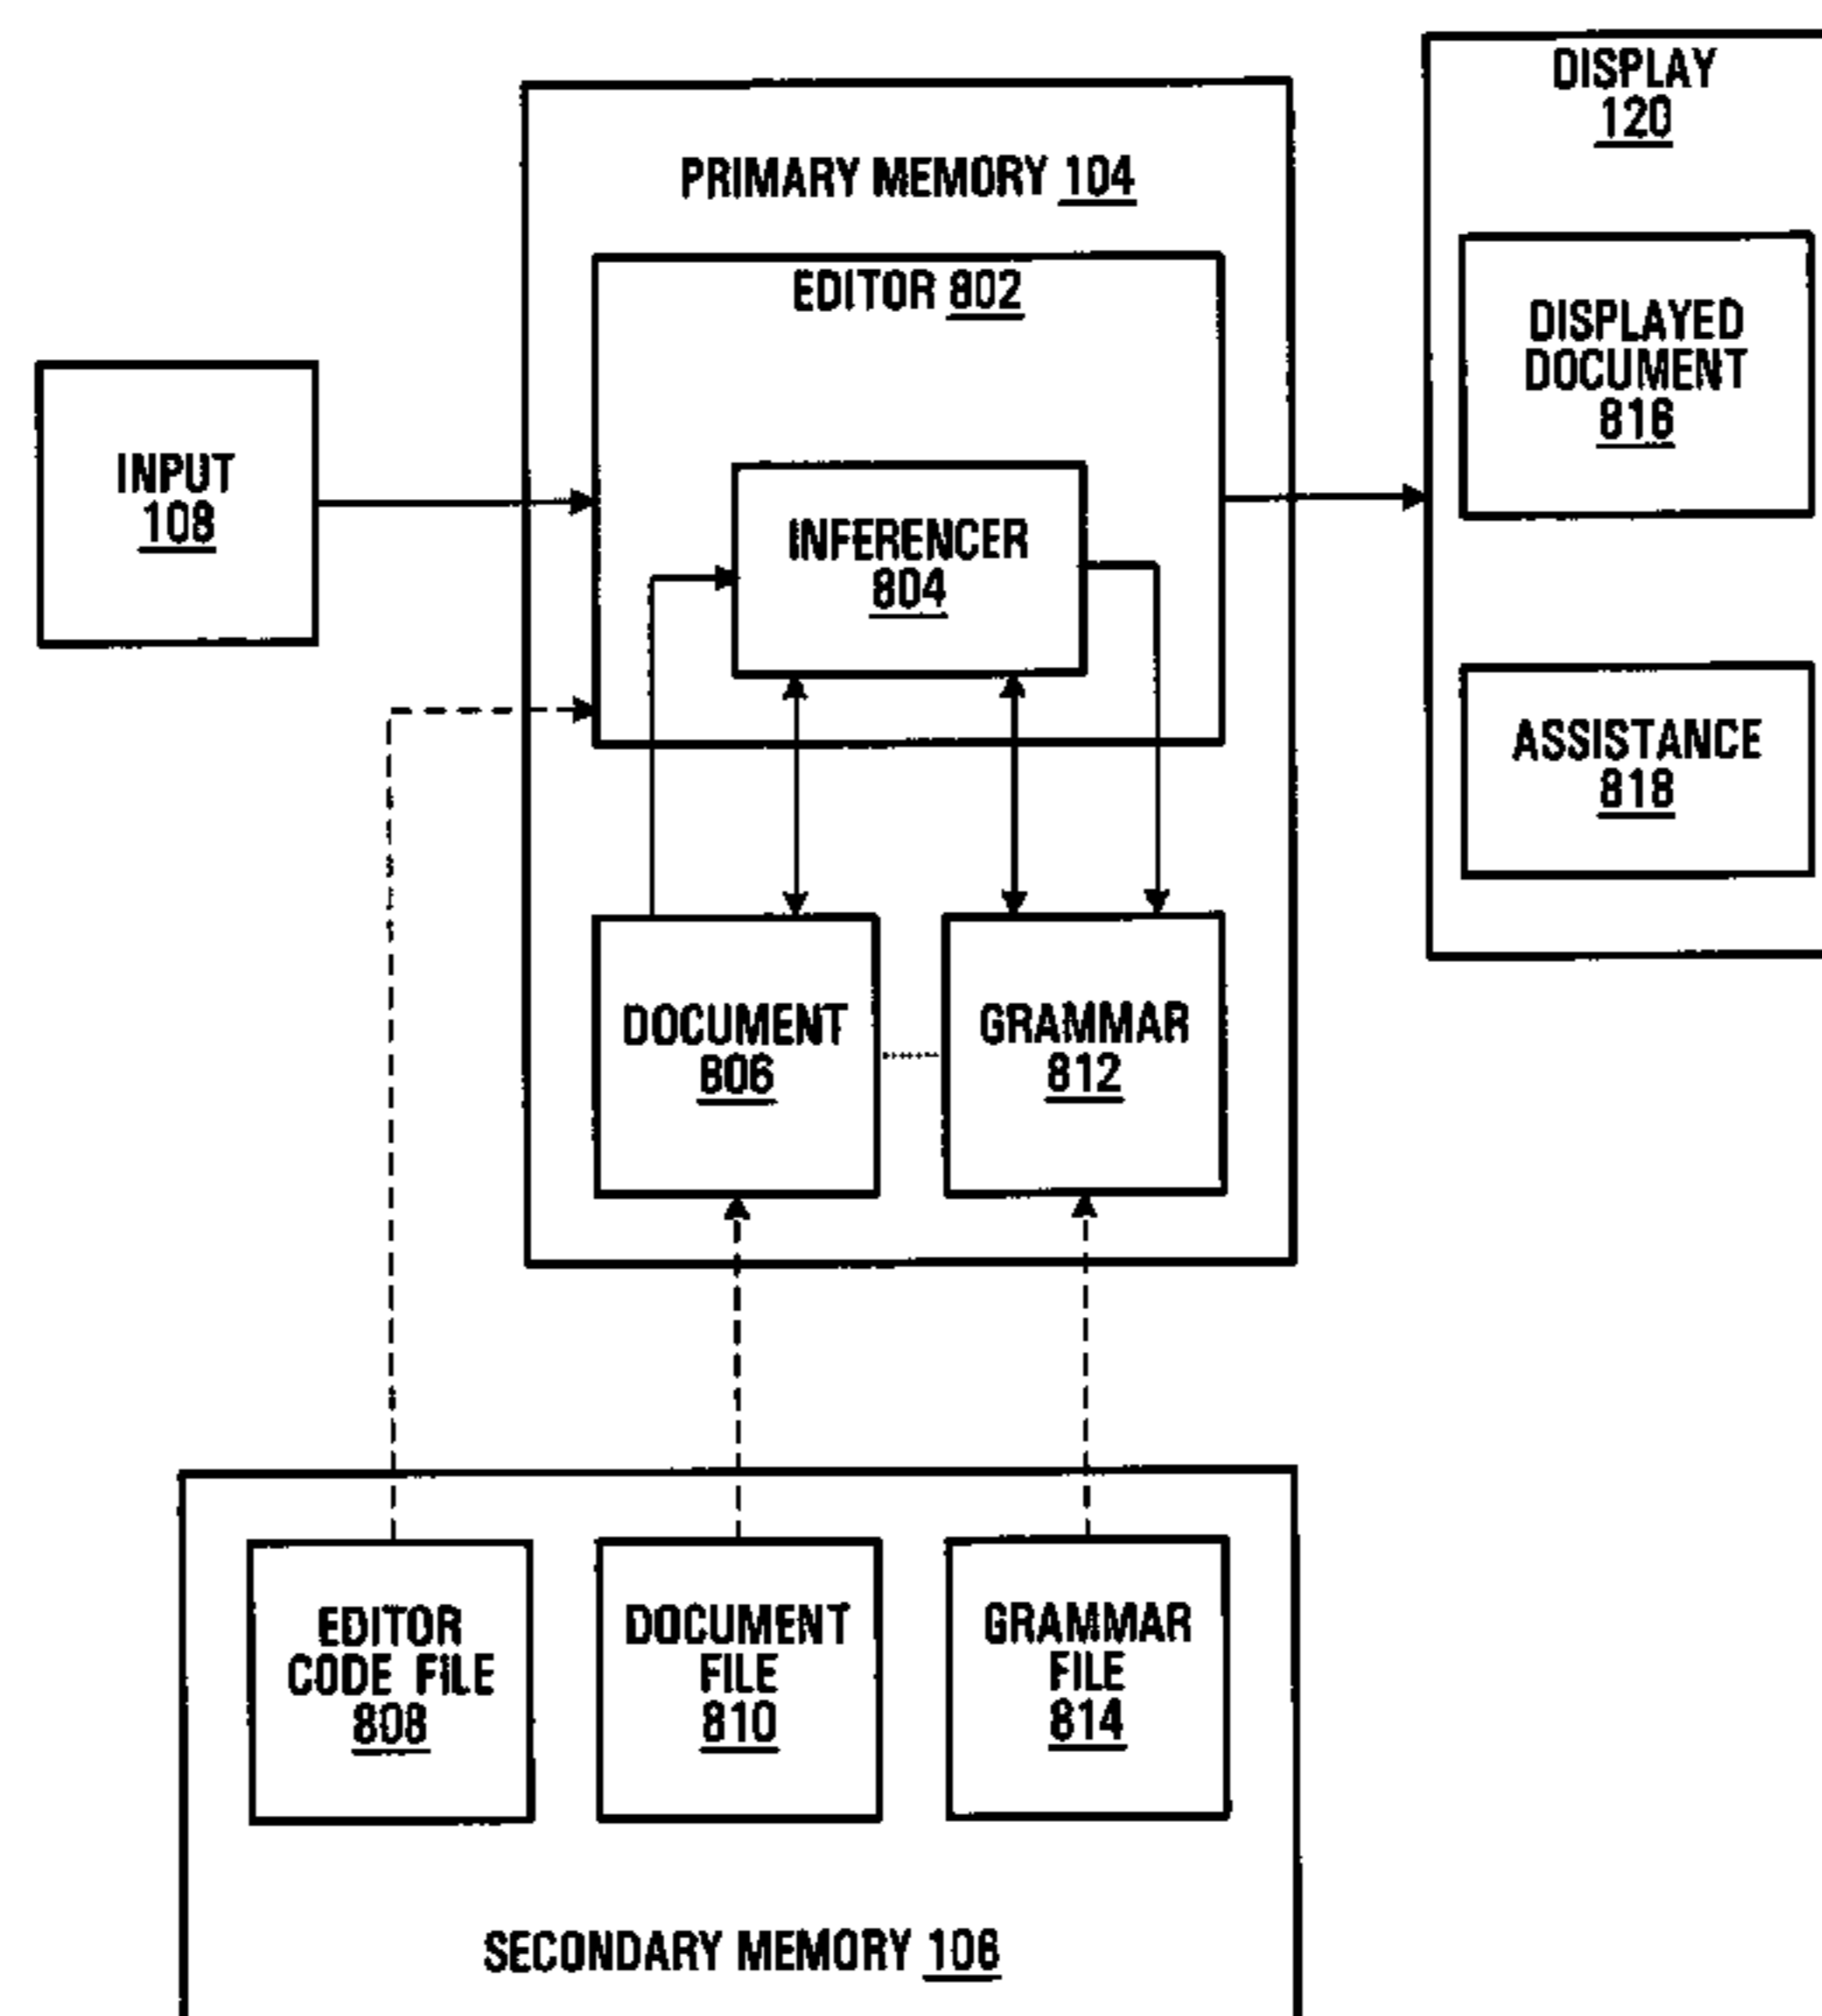 DISPLAY
120
PRIMARY MEMORY 104
EDITOR 802
DISPLAYED
DOCUMENT
816
INPUT
108
INFERENCER
804
ASSISTANCE
818
DOCUMENT
806
GRAMMAR
812
EDITOR
CODE FILE
808
DOCUMENT
FILE
810
GRAMMAR
FILE
814
SECONDARY MEMORY 106